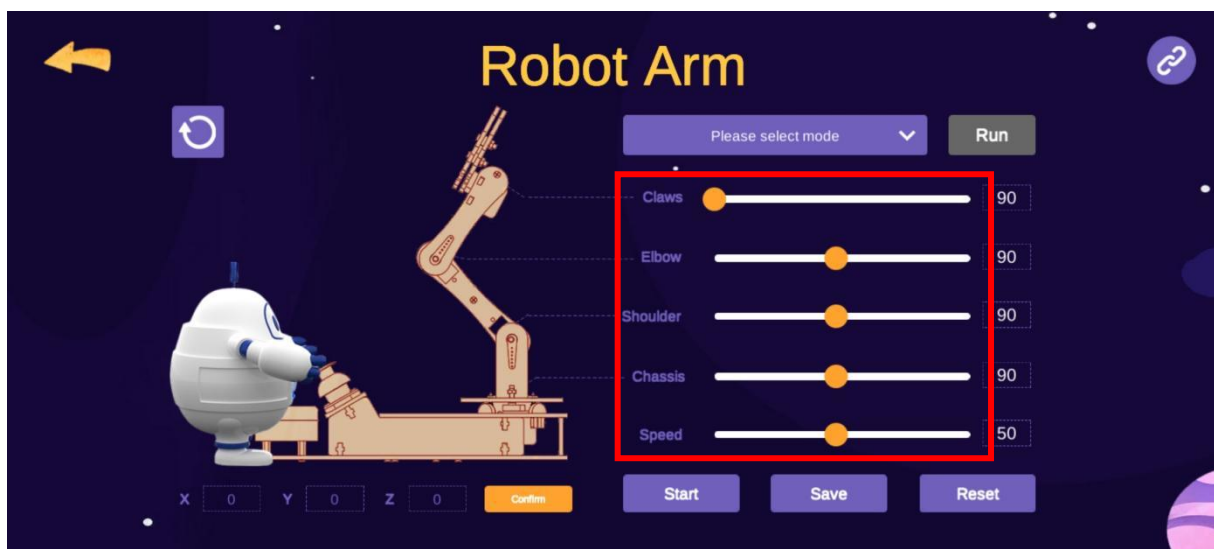 Robot Arm
Please select mode
Run
Claws 90
Elbow 90
Shoulder 90
Chassis 90
Speed 50
X 0 Y 0 Z 0 Confirm
Start Save Reset